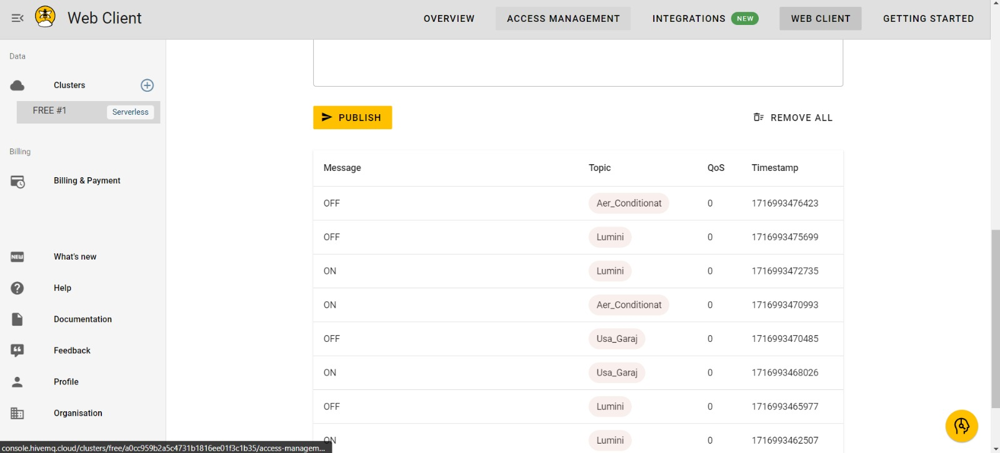 Web Client
OVERVIEW
ACCESS MANAGEMENT
INTEGRATIONS NEW
WEB CLIENT
GETTING STARTED
Data
Clusters
FREE #1 Serverless
Billing
Billing & Payment
NEW What's new
Help
Documentation
Feedback
Profile
Organisation
PUBLISH
REMOVE ALL
Message Topic QoS Timestamp
OFF Aer_Conditionat 0 1716993476423
OFF Lumini 0 1716993475699
ON Lumini 0 1716993472735
ON Aer_Conditionat 0 1716993470993
OFF Usa_Garaj 0 1716993470485
ON Usa_Garaj 0 1716993468026
OFF Lumini 0 1716993465977
ON Lumini 0 1716993462507
console.hivemq.cloud/clusters/free/a0cc959b2a5c4731b1816ee01f3c1b35/access-managem...